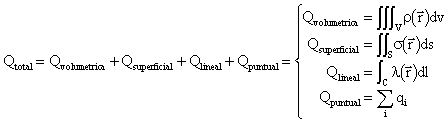 Q_total = Q_volumetrica + Q_superficial + Q_lineal + Q_puntual = {
Q_volumetrica = ∭_V ρ(r⃗)dv
Q_superficial = ∬_S σ(r⃗)ds
Q_lineal = ∫_C λ(r⃗)dl
Q_puntual = ∑_i q_i